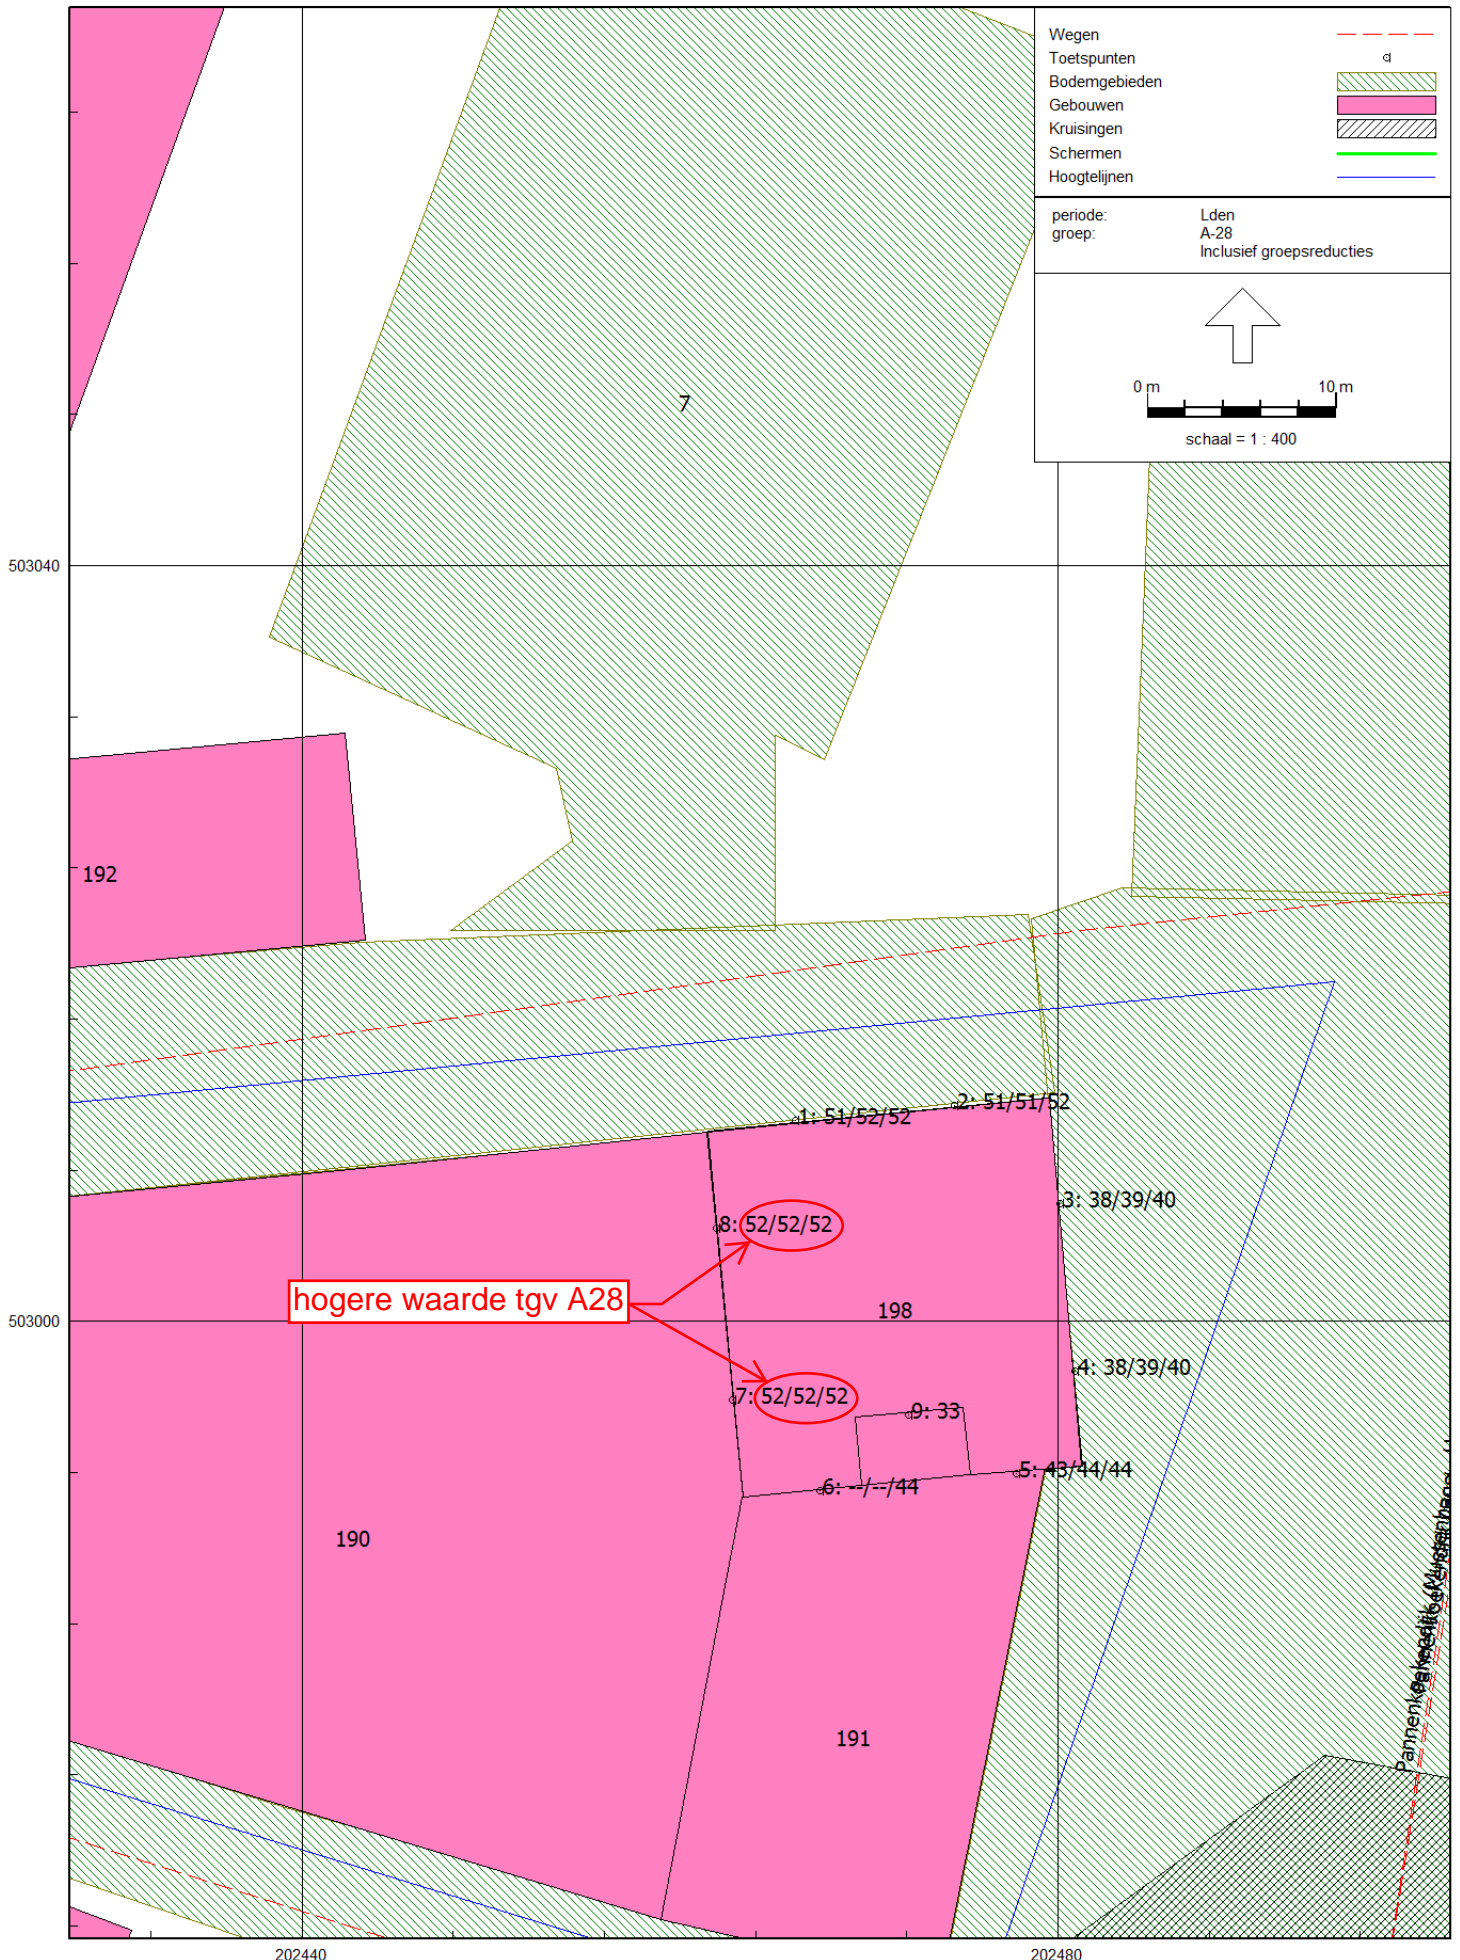 Wegen
Toetspunten
Bodemgebieden
Gebouwen
Kruisingen
Schermen
Hoogtelijnen
periode: Lden
groep: A-28
Inclusief groepsreducties
0 m 10 m
schaal = 1 : 400
7
503040
192
1: 51/52/52
2: 51/51/52
3: 38/39/40
8: 52/52/52
hogere waarde tgv A28
198
503000
4: 38/39/40
7: 52/52/52
9: 33
5: 43/44/44
6: --/--/44
190
191
202440
202480